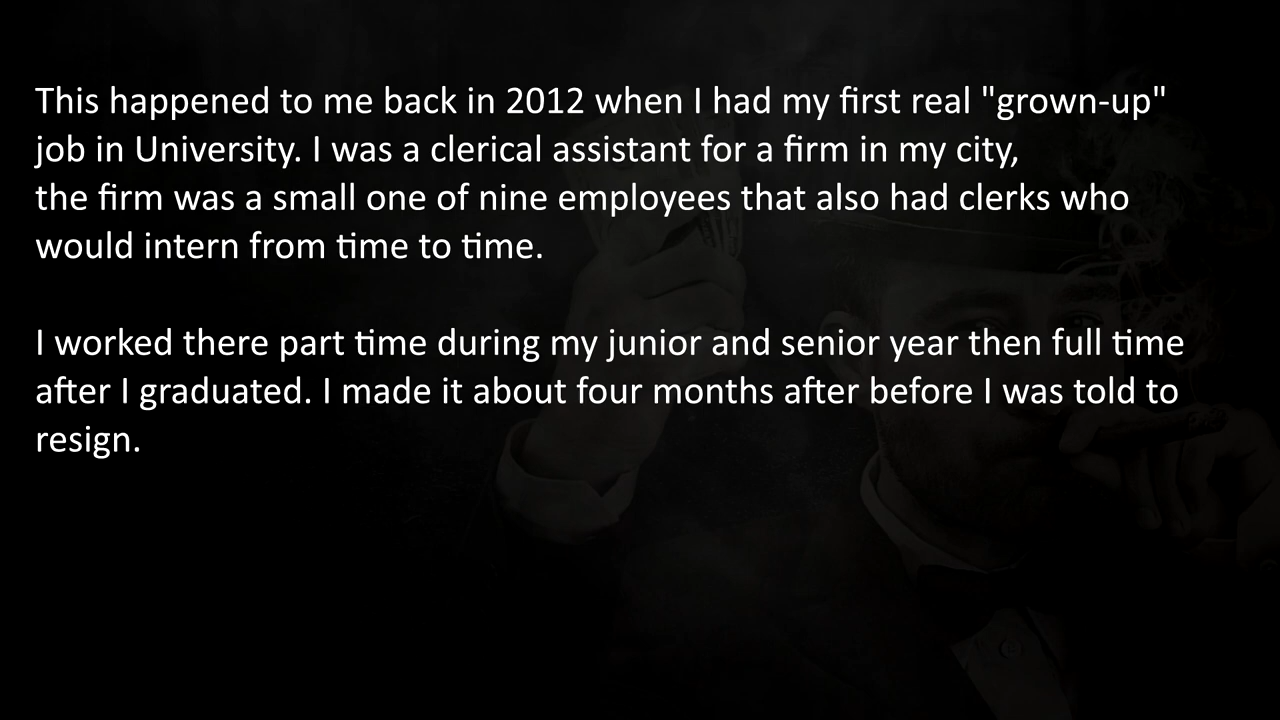 This happened to me back in 2012 when I had my first real "grown-up"
job in University. I was a clerical assistant for a firm in my city,
the firm was a small one of nine employees that also had clerks who
would intern from time to time.
I worked there part time during my junior and senior year then full time
after I graduated. I made it about four months after before I was told to
resign.